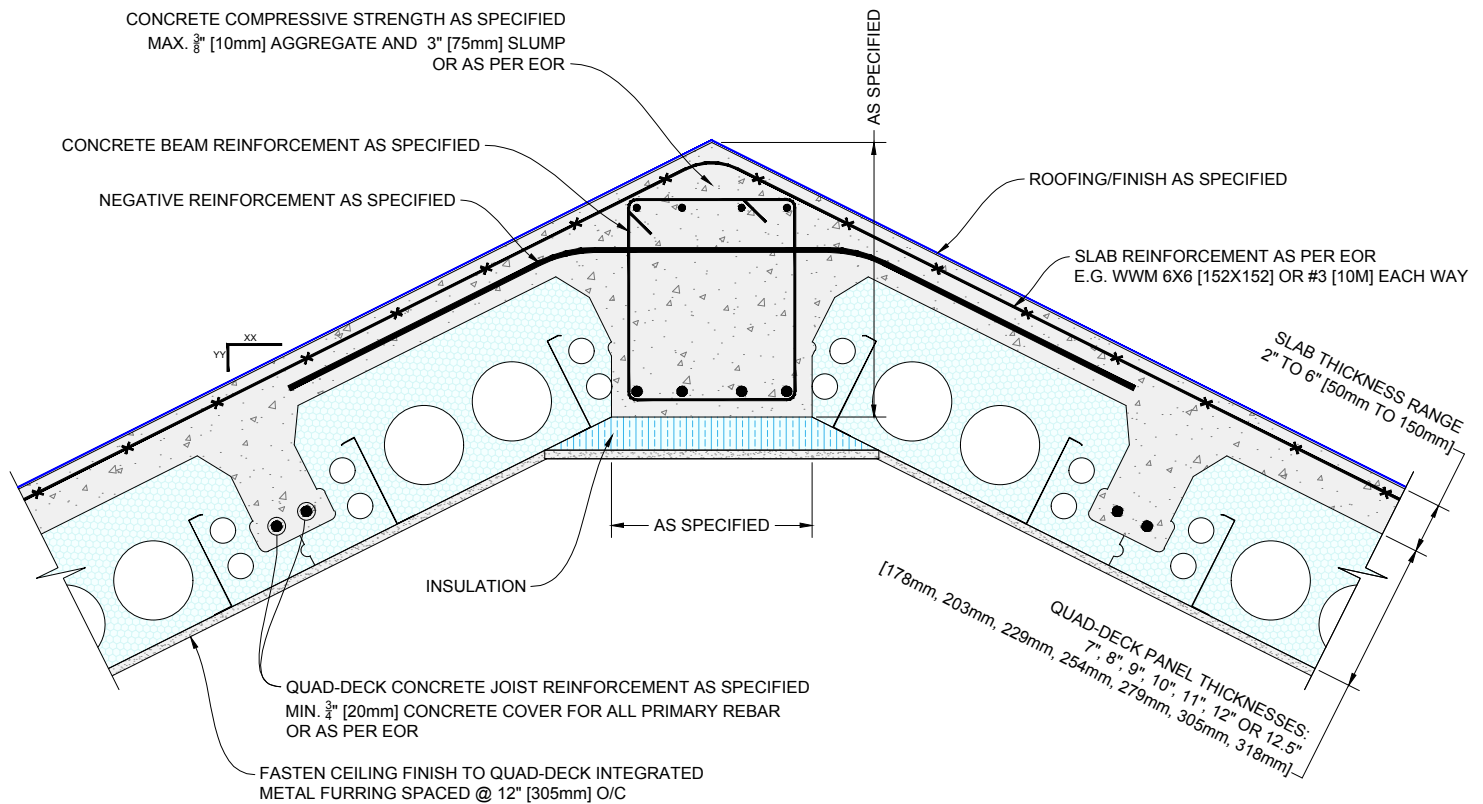 CONCRETE COMPRESSIVE STRENGTH AS SPECIFIED
MAX. 3/8" [10mm] AGGREGATE AND 3" [75mm] SLUMP
OR AS PER EOR
AS SPECIFIED
CONCRETE BEAM REINFORCEMENT AS SPECIFIED
NEGATIVE REINFORCEMENT AS SPECIFIED
ROOFING/FINISH AS SPECIFIED
SLAB REINFORCEMENT AS PER EOR
E.G. WWM 6X6 [152X152] OR #3 [10M] EACH WAY
XX
YY
SLAB THICKNESS RANGE
2" TO 6" [50mm TO 150mm]
AS SPECIFIED
INSULATION
QUAD-DECK PANEL THICKNESSES:
7", 8", 9", 10", 11", 12" OR 12.5"
[178mm, 203mm, 229mm, 254mm, 279mm, 305mm, 318mm]
QUAD-DECK CONCRETE JOIST REINFORCEMENT AS SPECIFIED
MIN. 3/4" [20mm] CONCRETE COVER FOR ALL PRIMARY REBAR
OR AS PER EOR
FASTEN CEILING FINISH TO QUAD-DECK INTEGRATED
METAL FURRING SPACED @ 12" [305mm] O/C